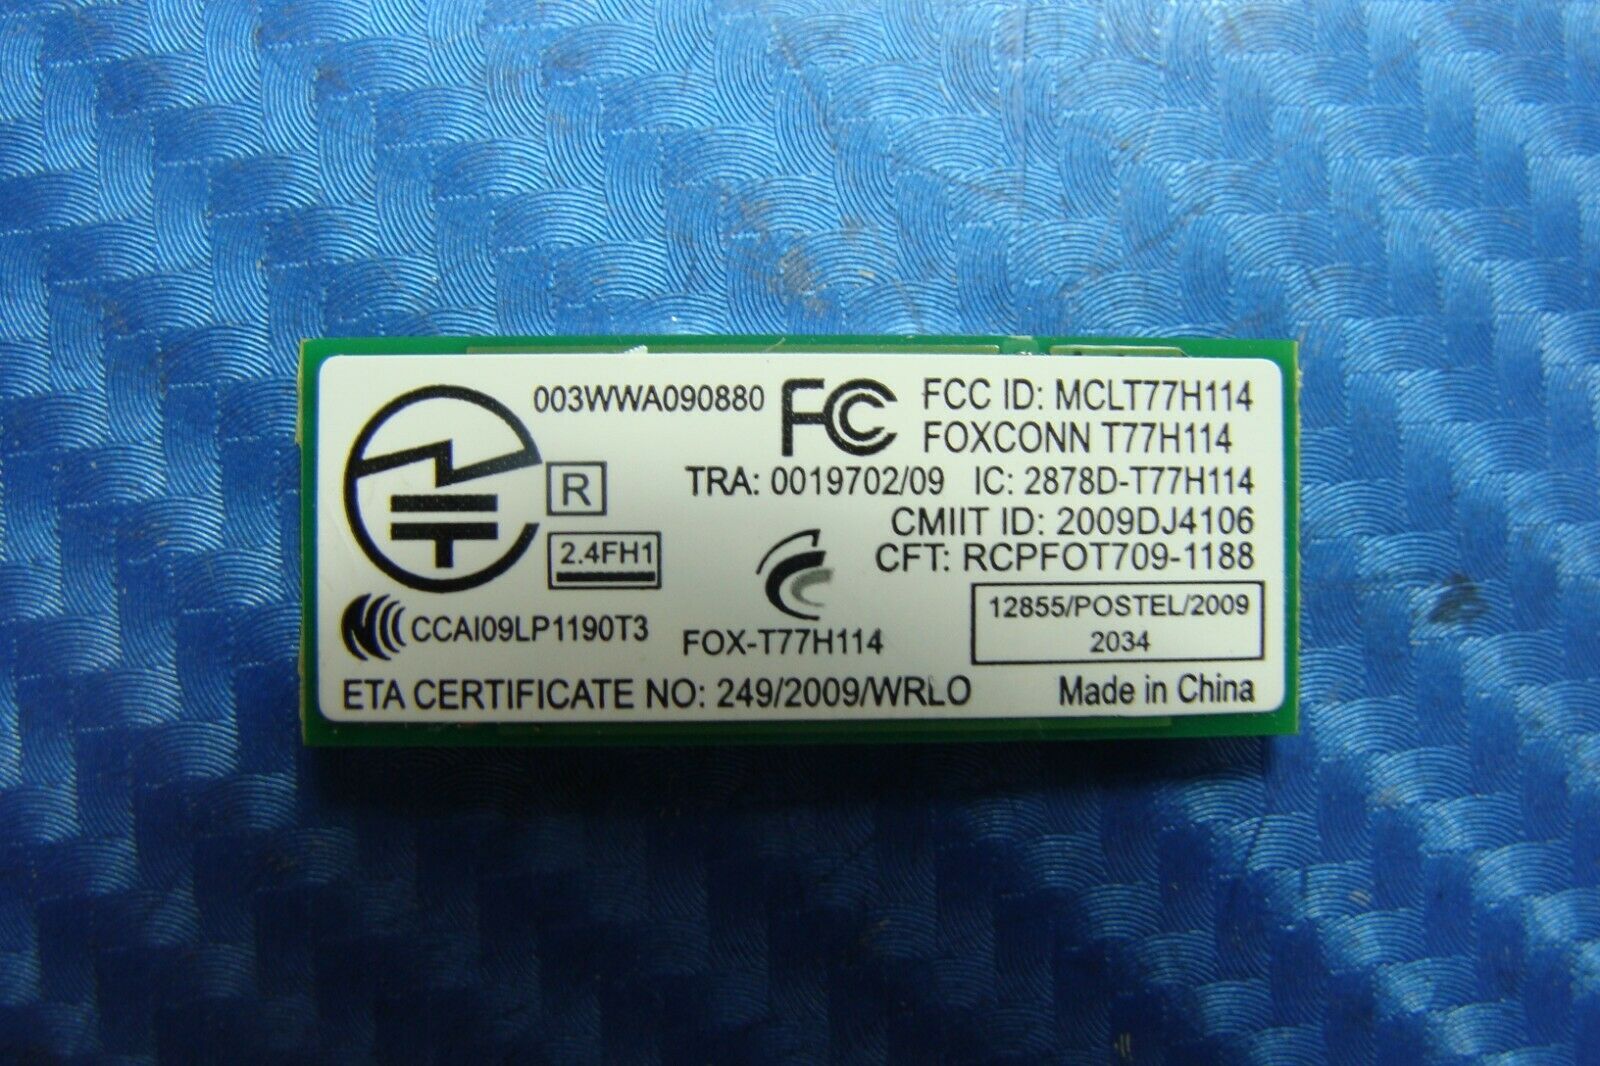 003WWA090880 FC FCC ID: MCLT77H114
FOXCONN T77H114
R TRA: 0019702/09 IC: 2878D-T77H114
CMIIT ID: 2009DJ4106
2.4FH1 CFT: RCPFOT709-1188
12855/POSTEL/2009
2034
CCAI09LP1190T3 FOX-T77H114
ETA CERTIFICATE NO: 249/2009/WRLO Made in China